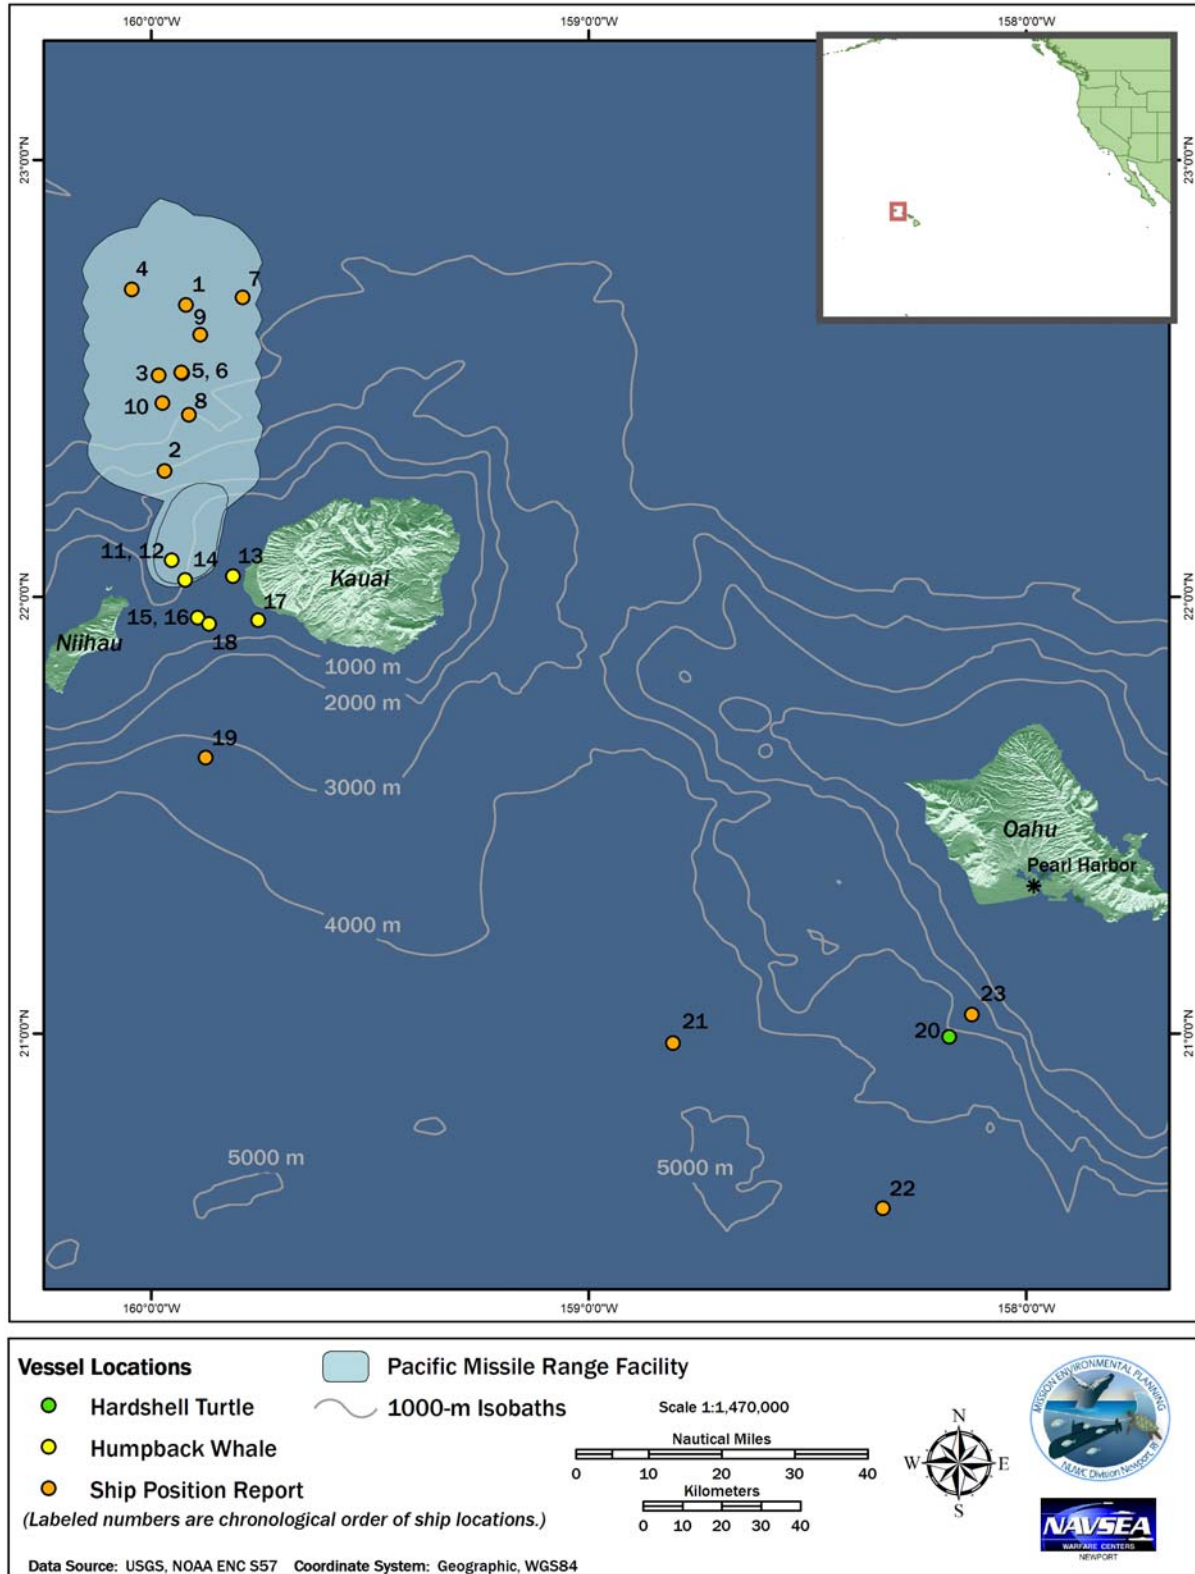 160°0'0"W 159°0'0"W 158°0'0"W
23°0'0"N 23°0'0"N
4
1
7
9
3
5, 6
10
8
2
11, 12
14
13
Kauai
22°0'0"N 22°0'0"N
15, 16
17
Niihau
18
1000 m
2000 m
19
3000 m
Oahu
Pearl Harbor
4000 m
23
21
20
21°0'0"N 21°0'0"N
5000 m
5000 m
22
160°0'0"W 159°0'0"W 158°0'0"W
Vessel Locations
Hardshell Turtle
Humpback Whale
Ship Position Report
(Labeled numbers are chronological order of ship locations.)
Pacific Missile Range Facility
1000-m Isobaths
Scale 1:1,470,000
Nautical Miles
0 10 20 30 40
Kilometers
0 10 20 30 40
N
W E
S
MISSION ENVIRONMENTAL PLANNING
NUWC Division Newport, RI
NAVSEA
WARFARE CENTERS
NEWPORT
Data Source: USGS, NOAA ENC S57 Coordinate System: Geographic, WGS84